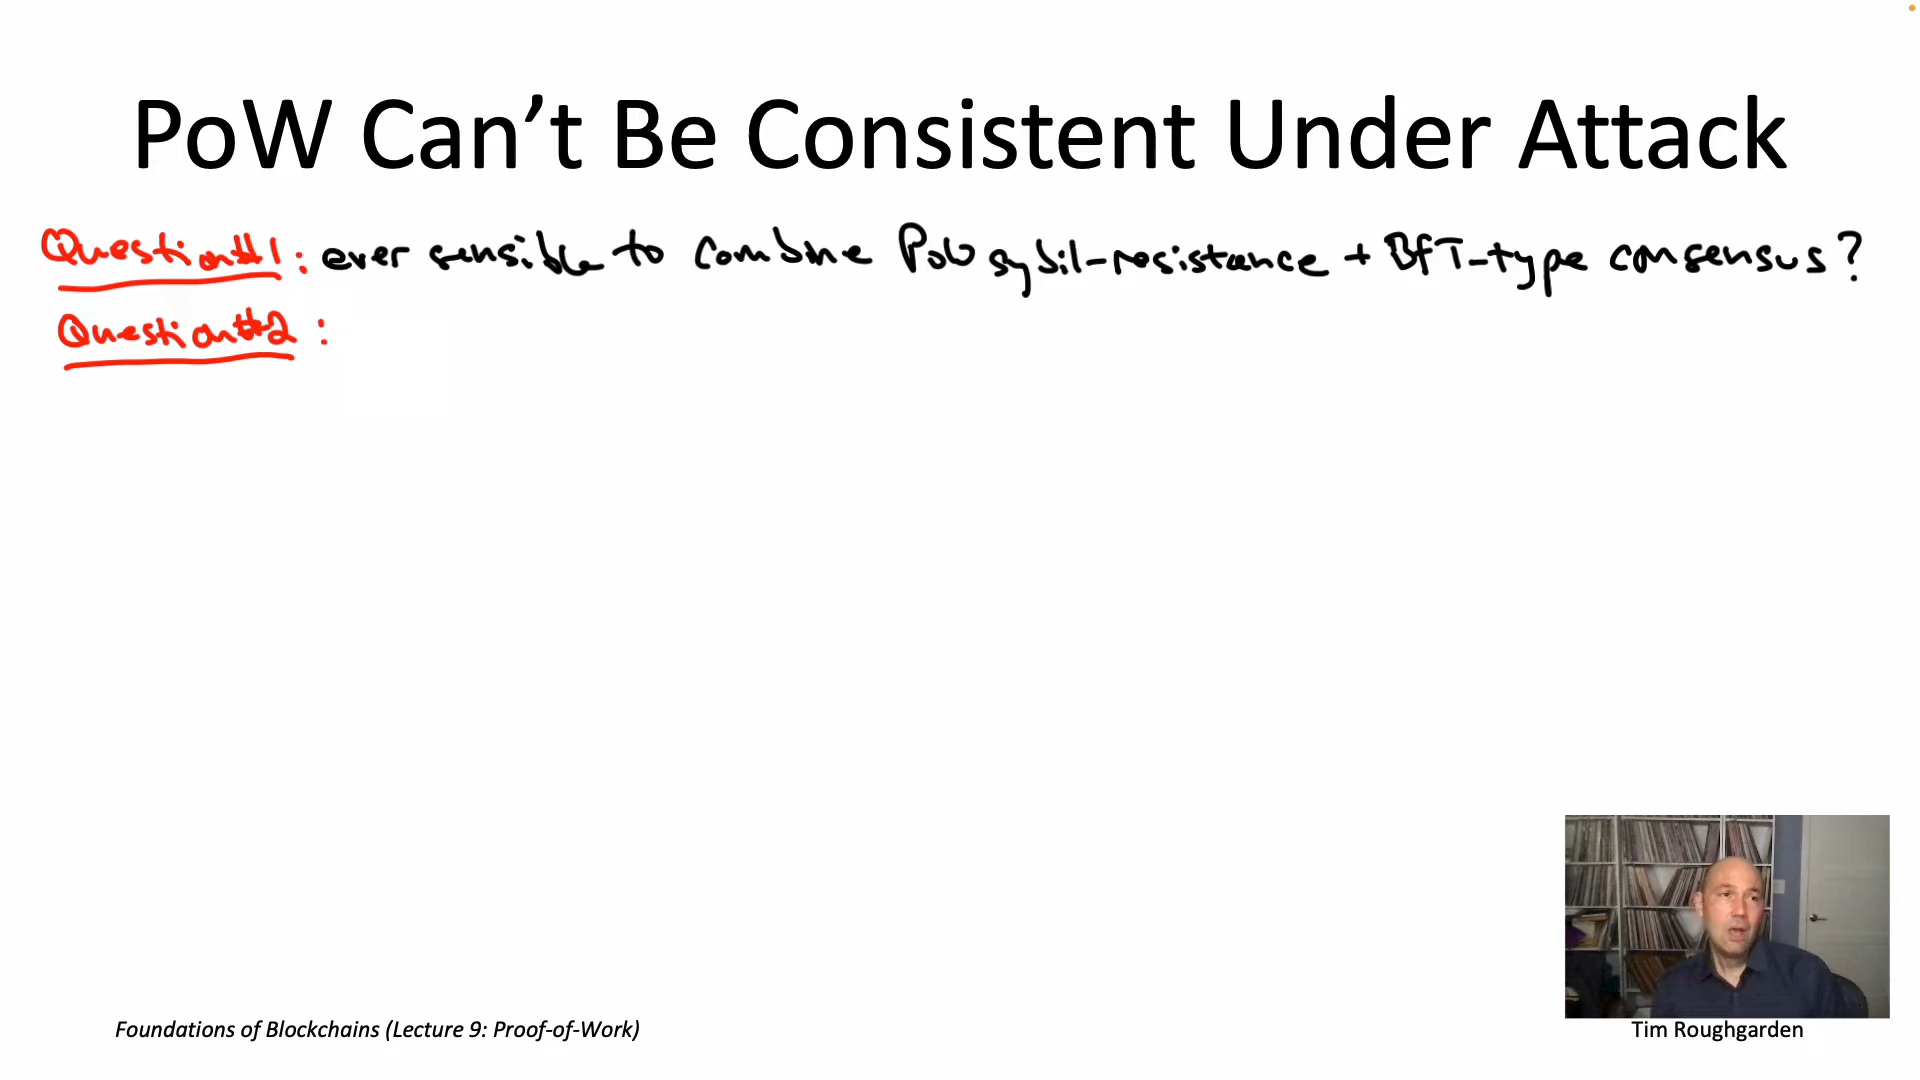 PoW Can’t Be Consistent Under Attack
Question#1: ever sensible to combine PoW sybil-resistance + BFT-type consensus?
Question#2:
Foundations of Blockchains (Lecture 9: Proof-of-Work)
Tim Roughgarden